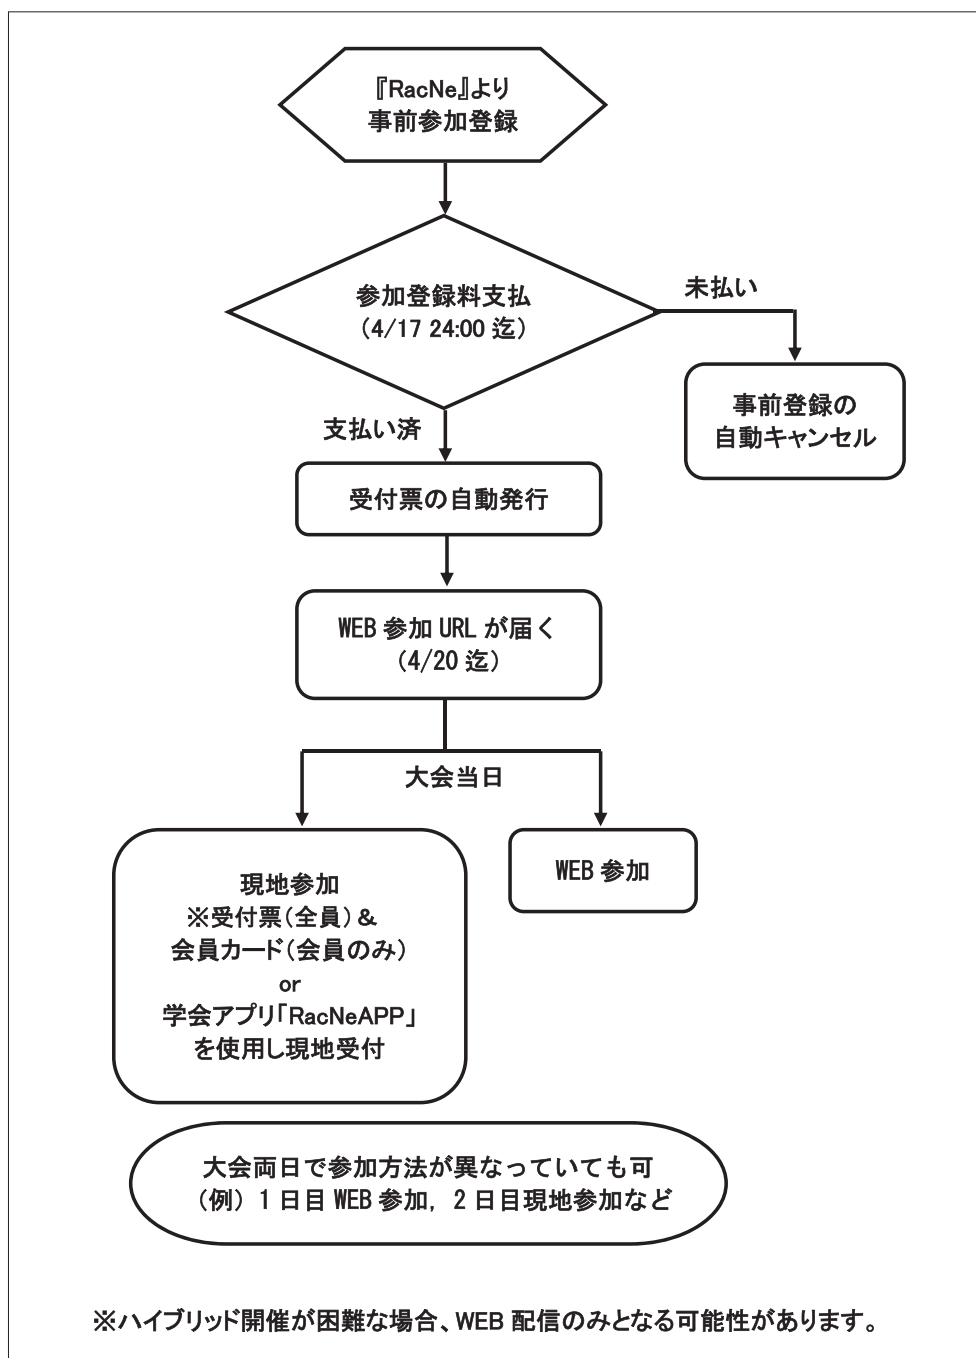 『RacNe』より
事前参加登録
参加登録料支払
（4/17 24:00 迄）
未払い
事前登録の
自動キャンセル
支払い済
受付票の自動発行
WEB 参加 URL が届く
（4/20 迄）
大会当日
現地参加
※受付票（全員）＆
会員カード（会員のみ）
or
学会アプリ「RacNeAPP」
を使用し現地受付
WEB 参加
大会両日で参加方法が異なっていても可
（例）1 日目 WEB 参加，2 日目現地参加など
※ハイブリッド開催が困難な場合、WEB 配信のみとなる可能性があります。